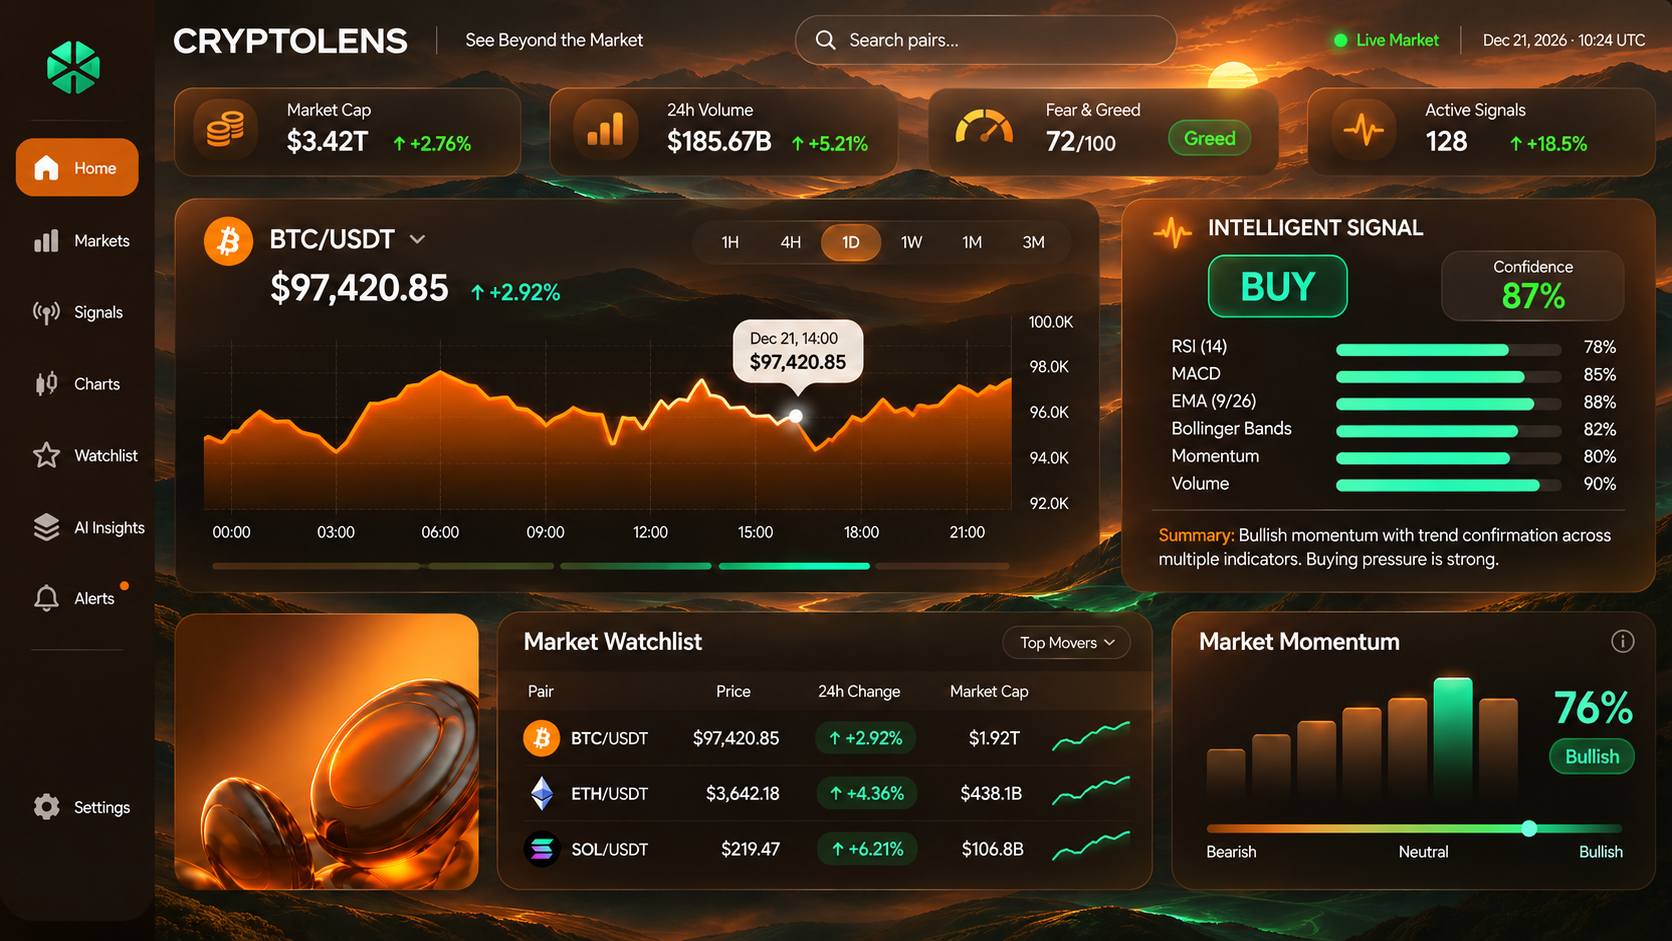 CRYPTOLENS
See Beyond the Market
Search pairs...
Live Market
Dec 21, 2026 · 10:24 UTC
Home
Markets
Signals
Charts
Watchlist
AI Insights
Alerts
Settings
Market Cap
$3.42T ↑ +2.76%
24h Volume
$185.67B ↑ +5.21%
Fear & Greed
72/100 Greed
Active Signals
128 ↑ +18.5%
BTC/USDT
1H 4H 1D 1W 1M 3M
$97,420.85 ↑ +2.92%
Dec 21, 14:00
$97,420.85
100.0K
98.0K
96.0K
94.0K
92.0K
00:00 03:00 06:00 09:00 12:00 15:00 18:00 21:00
INTELLIGENT SIGNAL
BUY
Confidence
87%
RSI (14) 78%
MACD 85%
EMA (9/26) 88%
Bollinger Bands 82%
Momentum 80%
Volume 90%
Summary: Bullish momentum with trend confirmation across
multiple indicators. Buying pressure is strong.
Market Watchlist
Top Movers
Pair Price 24h Change Market Cap
BTC/USDT $97,420.85 ↑ +2.92% $1.92T
ETH/USDT $3,642.18 ↑ +4.36% $438.1B
SOL/USDT $219.47 ↑ +6.21% $106.8B
Market Momentum
76%
Bullish
Bearish Neutral Bullish